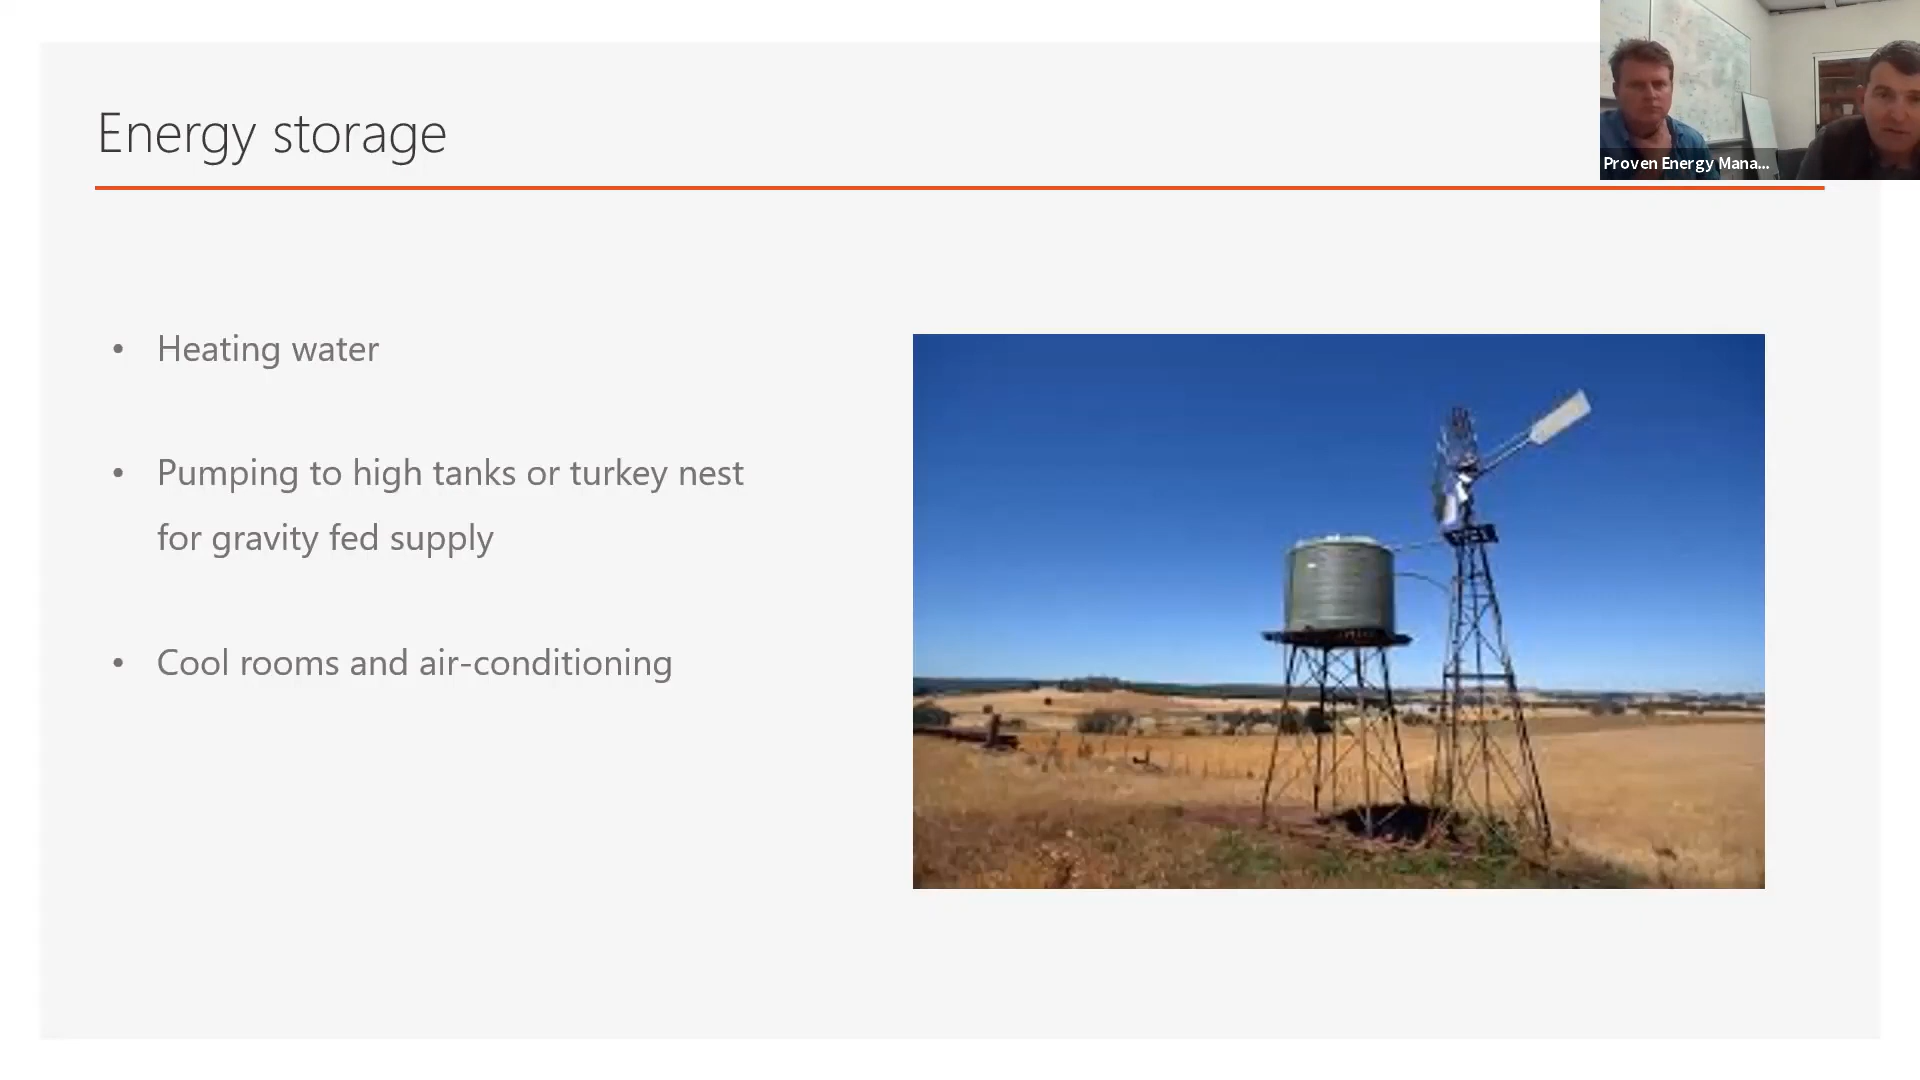 Energy storage
Proven Energy Mana...
• Heating water
• Pumping to high tanks or turkey nest
for gravity fed supply
• Cool rooms and air-conditioning